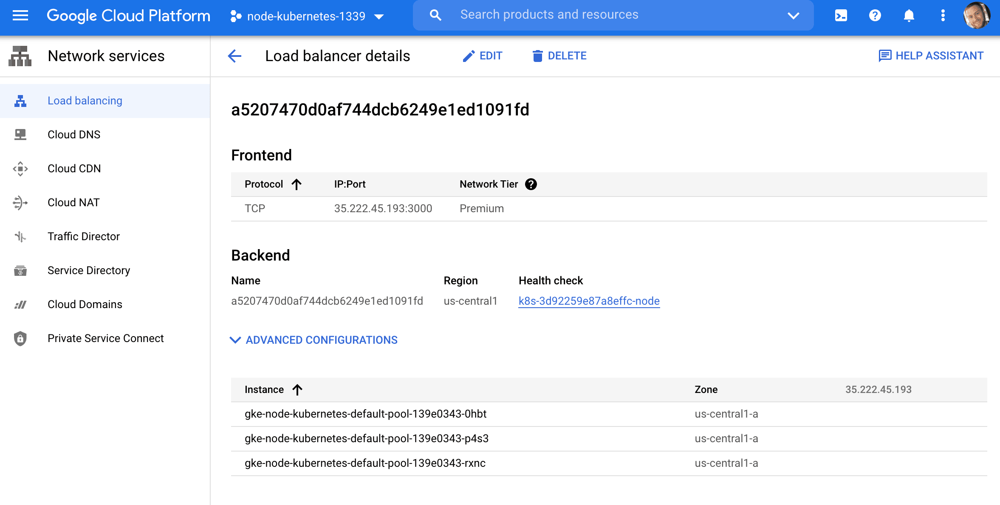 Google Cloud Platform
node-kubernetes-1339
Search products and resources
Network services
Load balancer details
EDIT
DELETE
HELP ASSISTANT
Load balancing
Cloud DNS
Cloud CDN
Cloud NAT
Traffic Director
Service Directory
Cloud Domains
Private Service Connect
a5207470d0af744dcb6249e1ed1091fd
Frontend
Protocol IP:Port Network Tier
TCP 35.222.45.193:3000 Premium
Backend
Name Region Health check
a5207470d0af744dcb6249e1ed1091fd us-central1 k8s-3d92259e87a8effc-node
ADVANCED CONFIGURATIONS
Instance Zone 35.222.45.193
gke-node-kubernetes-default-pool-139e0343-0hbt us-central1-a
gke-node-kubernetes-default-pool-139e0343-p4s3 us-central1-a
gke-node-kubernetes-default-pool-139e0343-rxnc us-central1-a